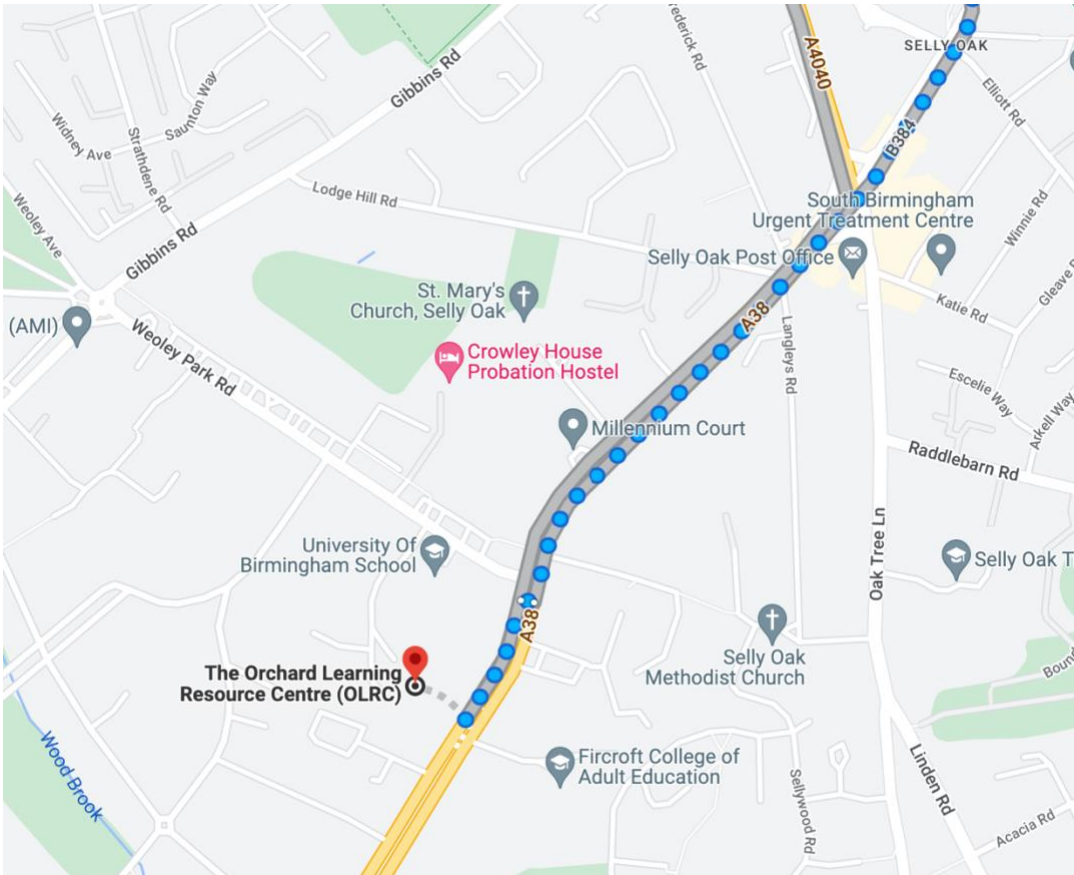 SELLY OAK
A4040
Gibbins Rd
Elliott Rd
Saunton Way
Widney Ave
Strathdene Rd
B384
Lodge Hill Rd
Weoley Ave
South Birmingham
Urgent Treatment Centre
Winnie Rd
Gibbins Rd
Selly Oak Post Office
St. Mary's
Church, Selly Oak
Katie Rd
(AMI)
A38
Weoley Park Rd
Langleys Rd
Crowley House
Probation Hostel
Escelie Way
Arkell Way
Millennium Court
Raddlebarn Rd
University Of
Birmingham School
Oak Tree Ln
Selly Oak T
A38
Selly Oak
Methodist Church
The Orchard Learning
Resource Centre (OLRC)
Wood Brook
Fircroft College of
Adult Education
Linden Rd
Sellywood Rd
Acacia Rd